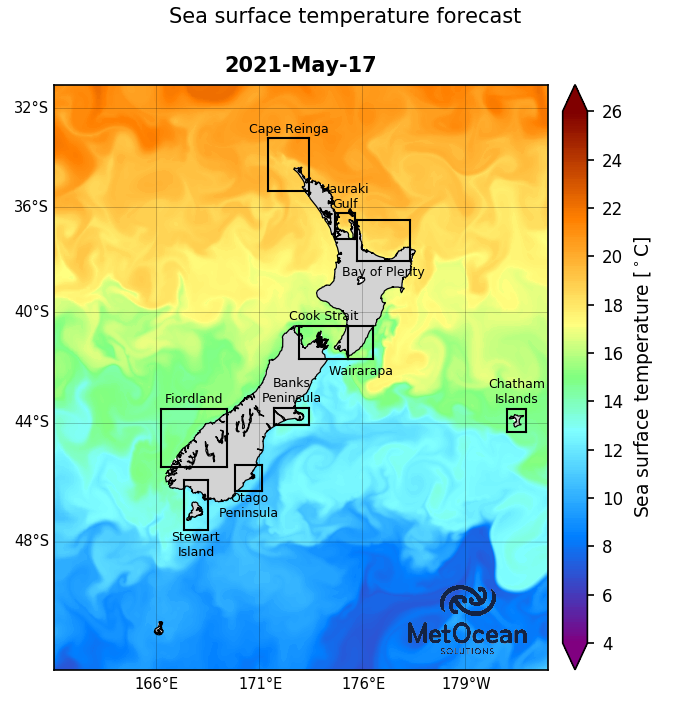 Sea surface temperature forecast
2021-May-17
32°S
36°S
40°S
44°S
48°S
Cape Reinga
Hauraki
Gulf
Bay of Plenty
Cook Strait
Wairarapa
Banks
Peninsula
Fiordland
Chatham
Islands
Otago
Peninsula
Stewart
Island
MetOcean
SOLUTIONS
166°E
171°E
176°E
179°W
26
24
22
20
18
16
14
12
10
8
6
4
Sea surface temperature [°C]